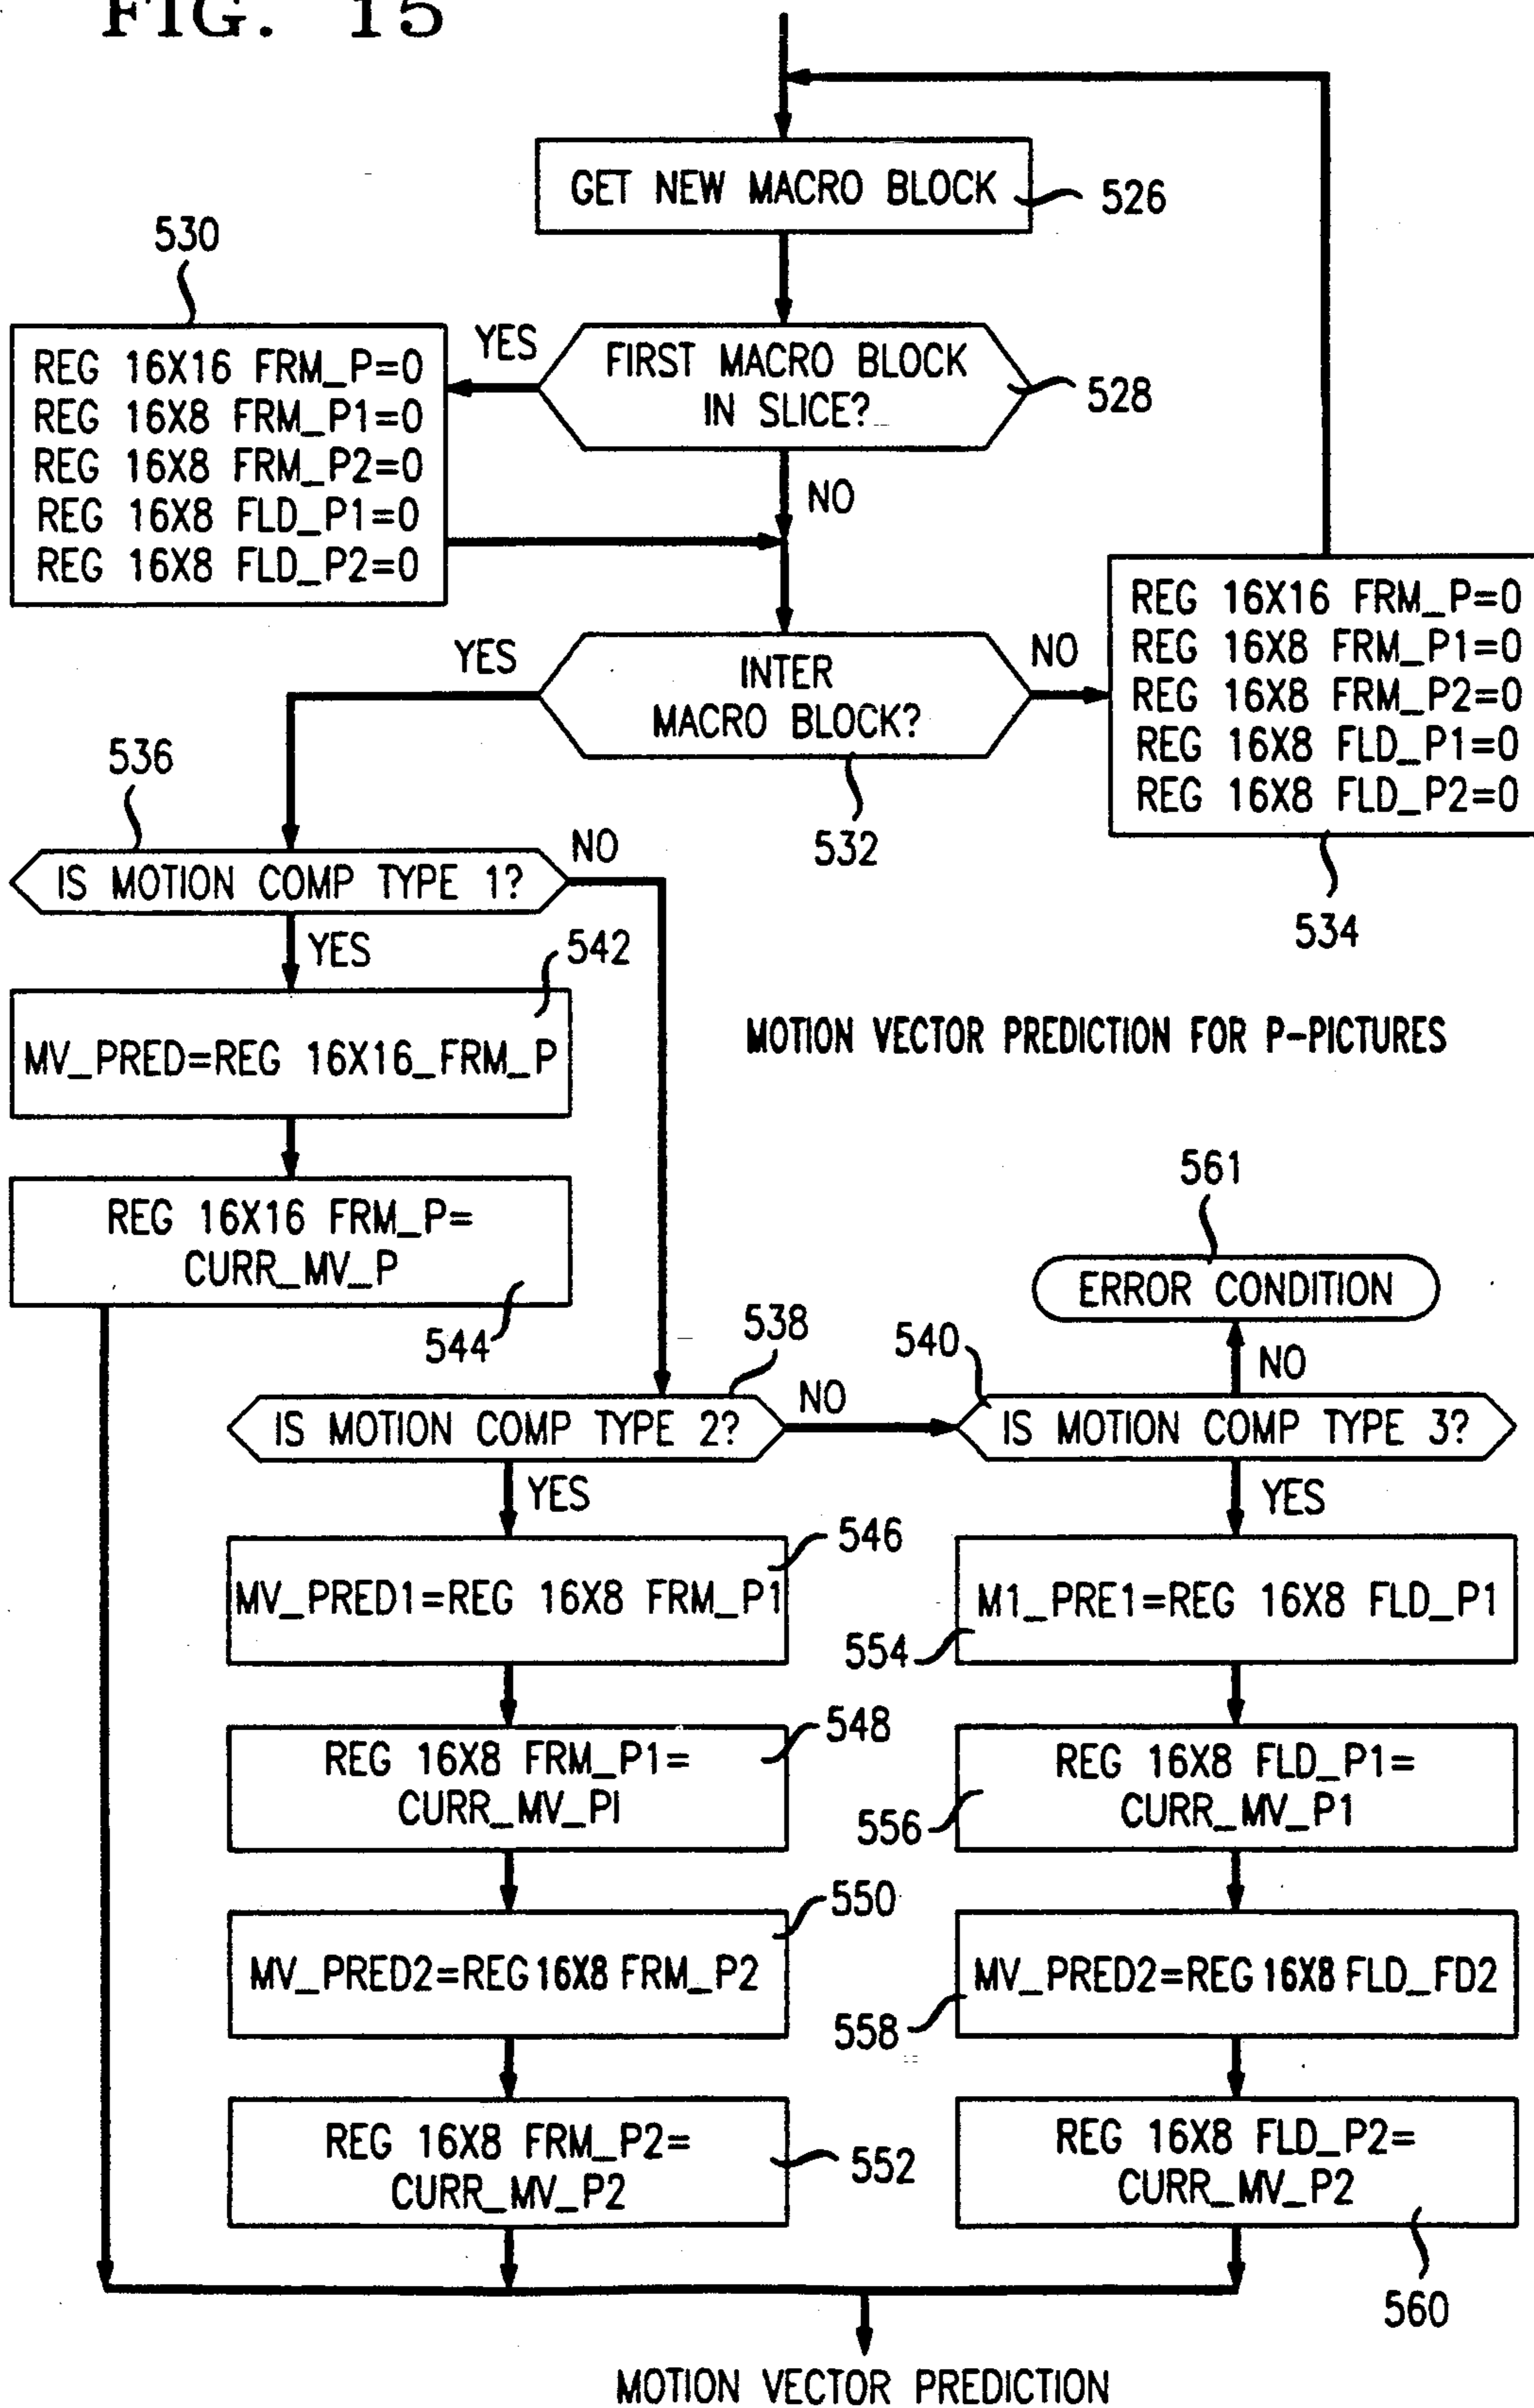 FIG. 15
GET NEW MACRO BLOCK
526
530
REG 16X16 FRM_P=0
REG 16X8 FRM_P1=0
REG 16X8 FRM_P2=0
REG 16X8 FLD_P1=0
REG 16X8 FLD_P2=0
YES
FIRST MACRO BLOCK
IN SLICE?
528
NO
YES
INTER
MACRO BLOCK?
NO
532
REG 16X16 FRM_P=0
REG 16X8 FRM_P1=0
REG 16X8 FRM_P2=0
REG 16X8 FLD_P1=0
REG 16X8 FLD_P2=0
534
536
IS MOTION COMP TYPE 1?
NO
YES
542
MV_PRED=REG 16X16_FRM_P
MOTION VECTOR PREDICTION FOR P-PICTURES
REG 16X16 FRM_P=
CURR_MV_P
544
561
ERROR CONDITION
538
540
NO
NO
IS MOTION COMP TYPE 2?
IS MOTION COMP TYPE 3?
YES
YES
546
MV_PRED1=REG 16X8 FRM_P1
M1_PRE1=REG 16X8 FLD_P1
554
548
REG 16X8 FRM_P1=
CURR_MV_PI
REG 16X8 FLD_P1=
CURR_MV_P1
556
550
MV_PRED2=REG 16X8 FRM_P2
MV_PRED2=REG 16X8 FLD_FD2
558
REG 16X8 FRM_P2=
CURR_MV_P2
552
REG 16X8 FLD_P2=
CURR_MV_P2
560
MOTION VECTOR PREDICTION